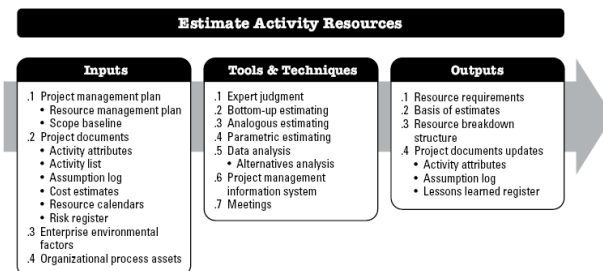 Estimate Activity Resources
Inputs
.1 Project management plan
• Resource management plan
• Scope baseline
.2 Project documents
• Activity attributes
• Activity list
• Assumption log
• Cost estimates
• Resource calendars
• Risk register
.3 Enterprise environmental
factors
.4 Organizational process assets
Tools & Techniques
.1 Expert judgment
.2 Bottom-up estimating
.3 Analogous estimating
.4 Parametric estimating
.5 Data analysis
• Alternatives analysis
.6 Project management
information system
.7 Meetings
Outputs
.1 Resource requirements
.2 Basis of estimates
.3 Resource breakdown
structure
.4 Project documents updates
• Activity attributes
• Assumption log
• Lessons learned register